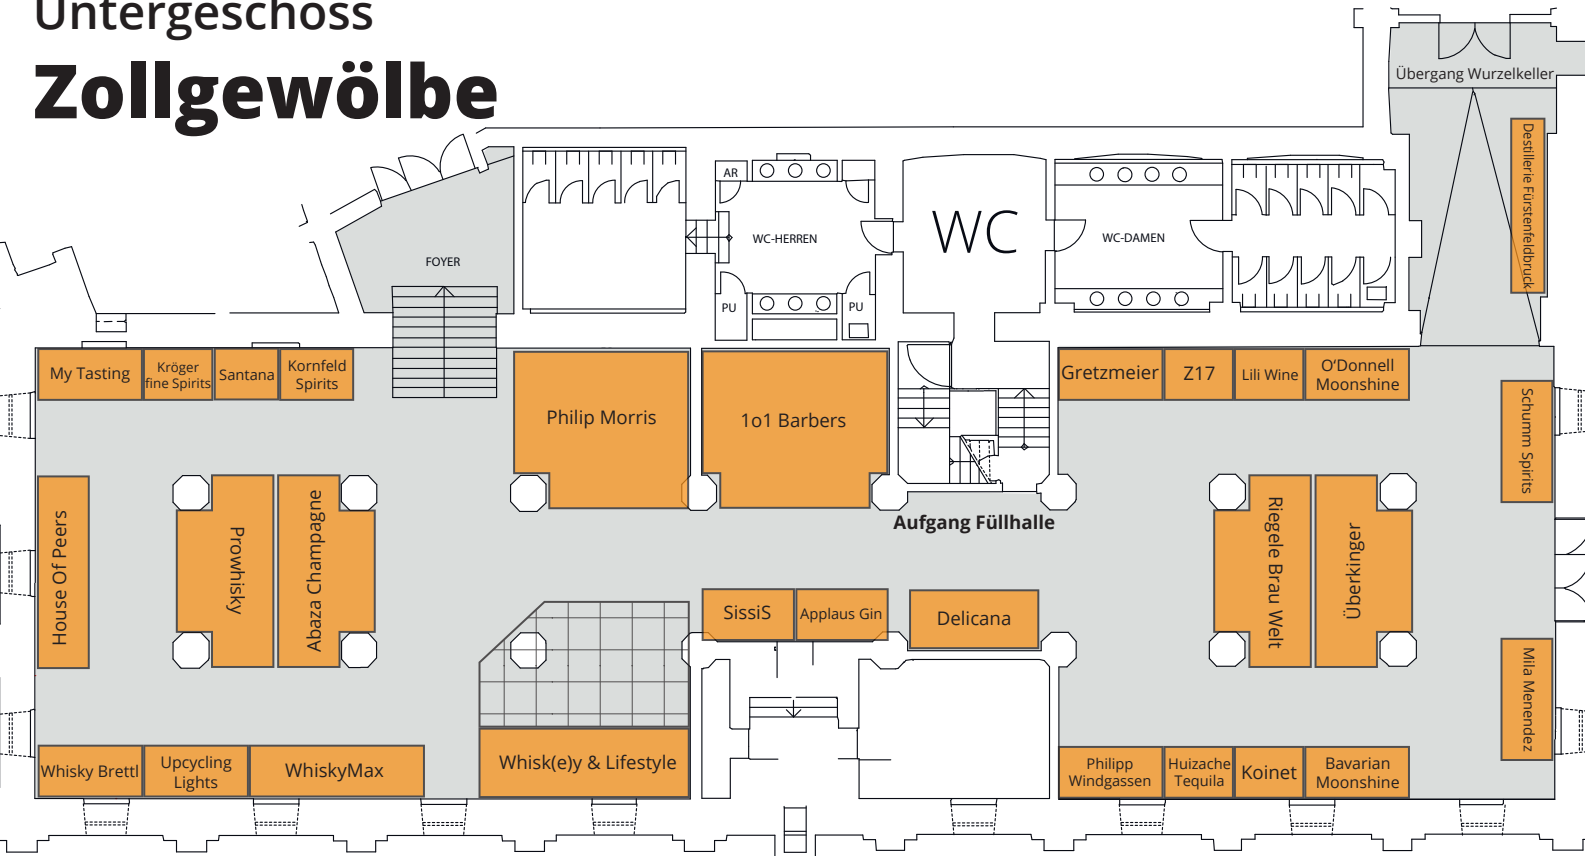 Untergeschoss
Zollgewölbe
Übergang Wurzelkeller
Destillerie Fürstenfeldbruck
AR
WC-HERREN
WC
WC-DAMEN
FOYER
PU
PU
My Tasting
Kröger
fine Spirits
Santana
Kornfeld
Spirits
Philip Morris
1o1 Barbers
Gretzmeier
Z17
Lili Wine
O‘Donnell
Moonshine
Schumm Spirits
House Of Peers
Prowhisky
Abaza Champagne
Aufgang Füllhalle
Riegele Brau Welt
Überkinger
SissiS
Applaus Gin
Delicana
Mila Menendez
Whisky Brettl
Upcycling
Lights
WhiskyMax
Whisk(e)y & Lifestyle
Philipp
Windgassen
Huizache
Tequila
Koinet
Bavarian
Moonshine